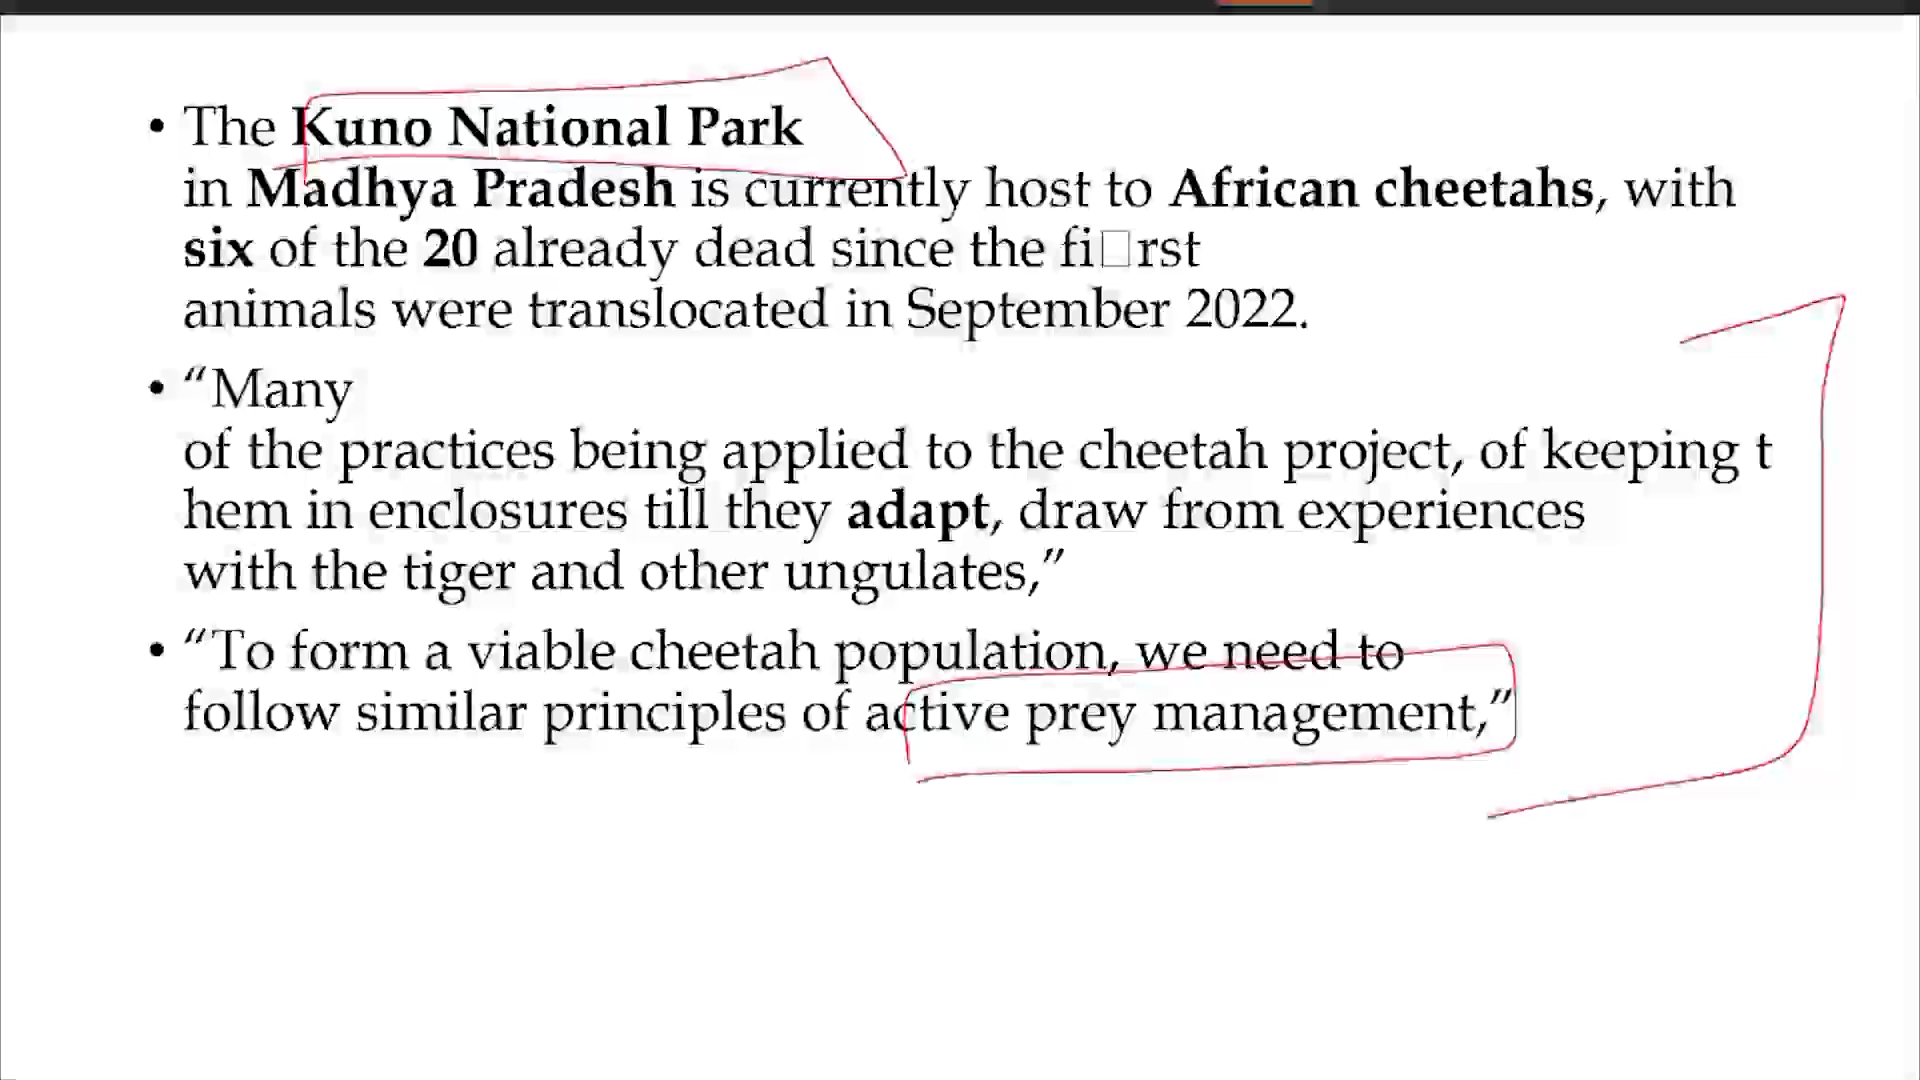 • The Kuno National Park
in Madhya Pradesh is currently host to African cheetahs, with
six of the 20 already dead since the fi□rst
animals were translocated in September 2022.
• “Many
of the practices being applied to the cheetah project, of keeping t
hem in enclosures till they adapt, draw from experiences
with the tiger and other ungulates,”
• “To form a viable cheetah population, we need to
follow similar principles of active prey management,”